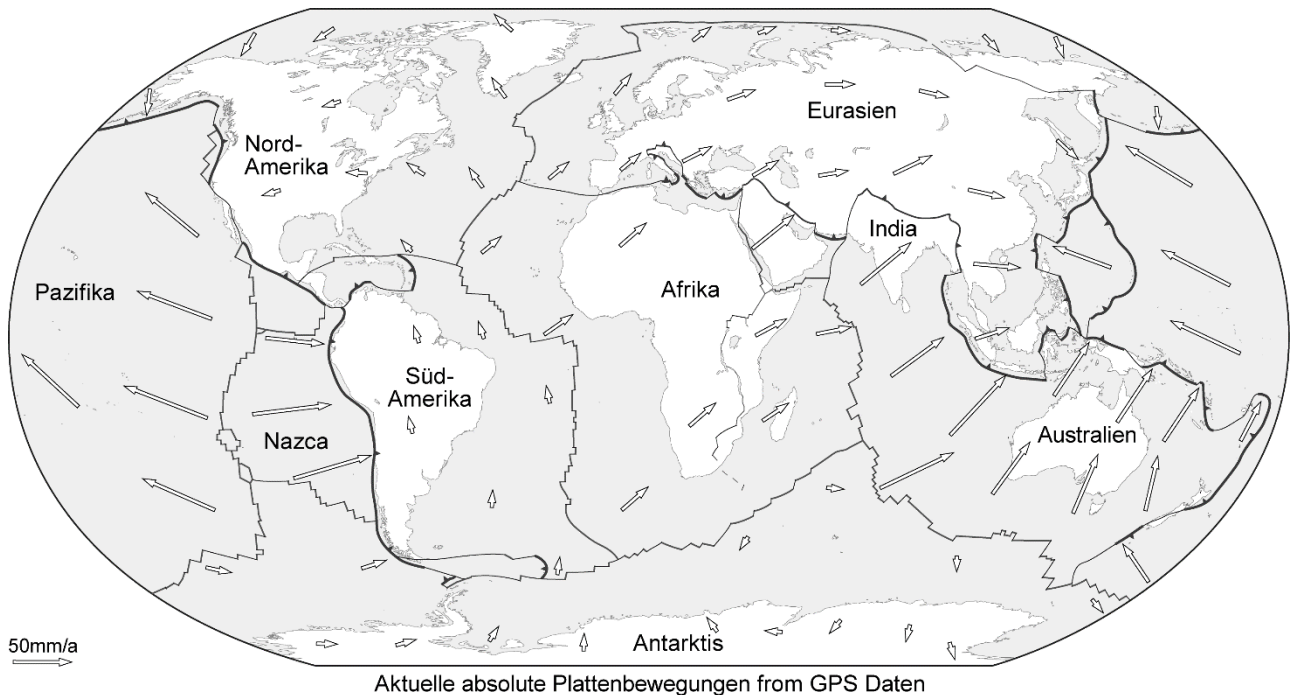 Eurasien
Nord-
Amerika
India
Pazifika
Afrika
Süd-
Amerika
Nazca
Australien
Antarktis
50mm/a
Aktuelle absolute Plattenbewegungen from GPS Daten